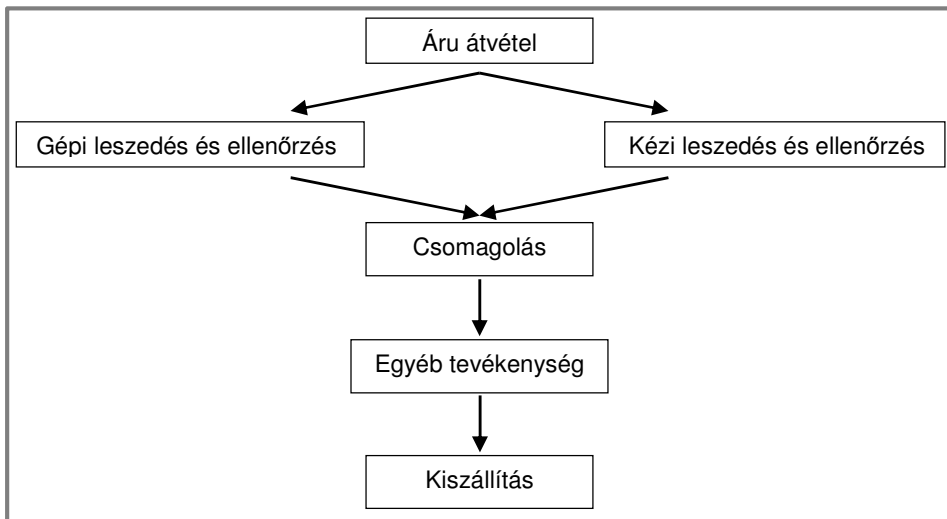 Áru átvétel
Gépi leszedés és ellenőrzés
Kézi leszedés és ellenőrzés
Csomagolás
Egyéb tevékenység
Kiszállítás